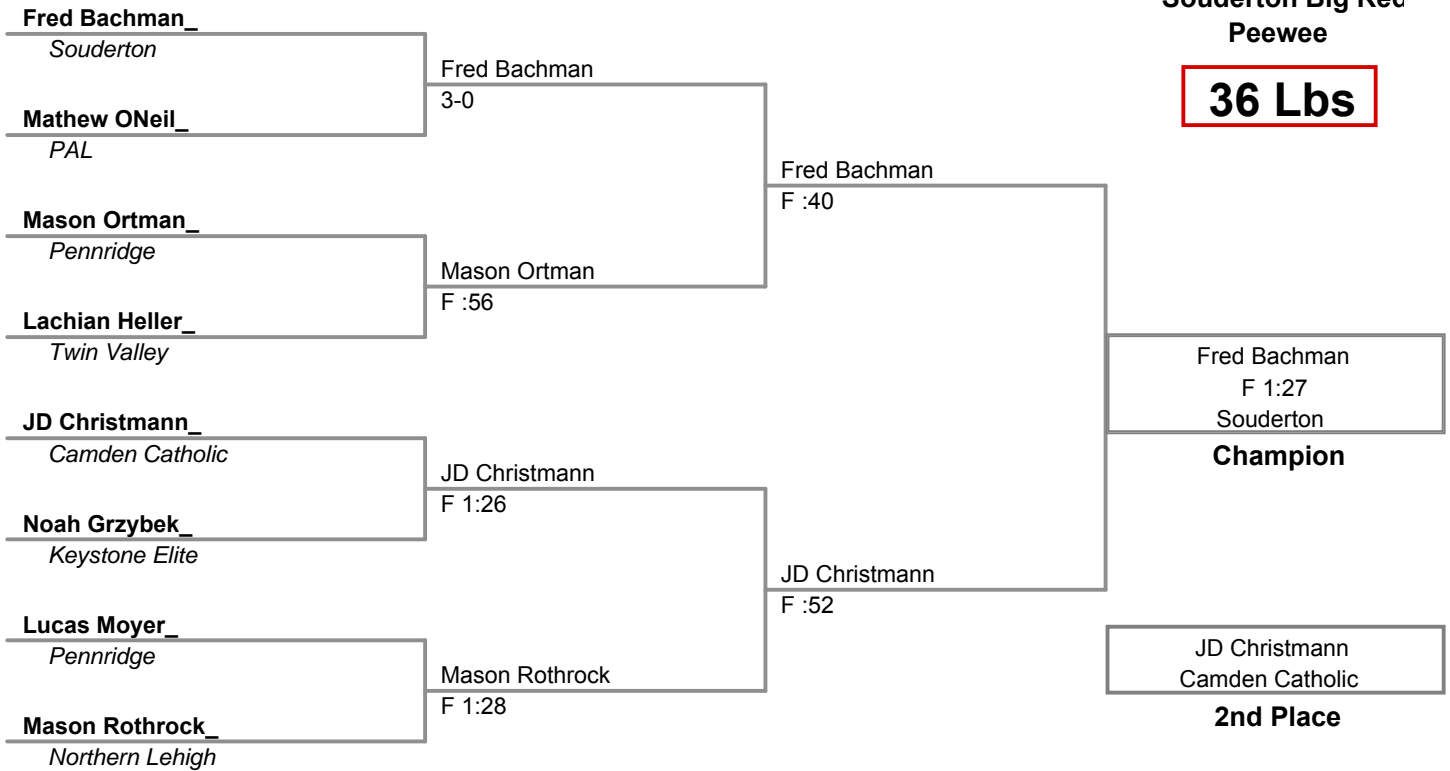 Souderton Big Red
Peewee
36 Lbs
Fred Bachman_
Souderton
Mathew ONeil_
PAL
Mason Ortman_
Pennridge
Lachian Heller_
Twin Valley
JD Christmann_
Camden Catholic
Noah Grzybek_
Keystone Elite
Lucas Moyer_
Pennridge
Mason Rothrock_
Northern Lehigh
Fred Bachman
3-0
Mason Ortman
F :56
JD Christmann
F 1:26
Mason Rothrock
F 1:28
Fred Bachman
F :40
JD Christmann
F :52
Fred Bachman
F 1:27
Souderton
Champion
JD Christmann
Camden Catholic
2nd Place